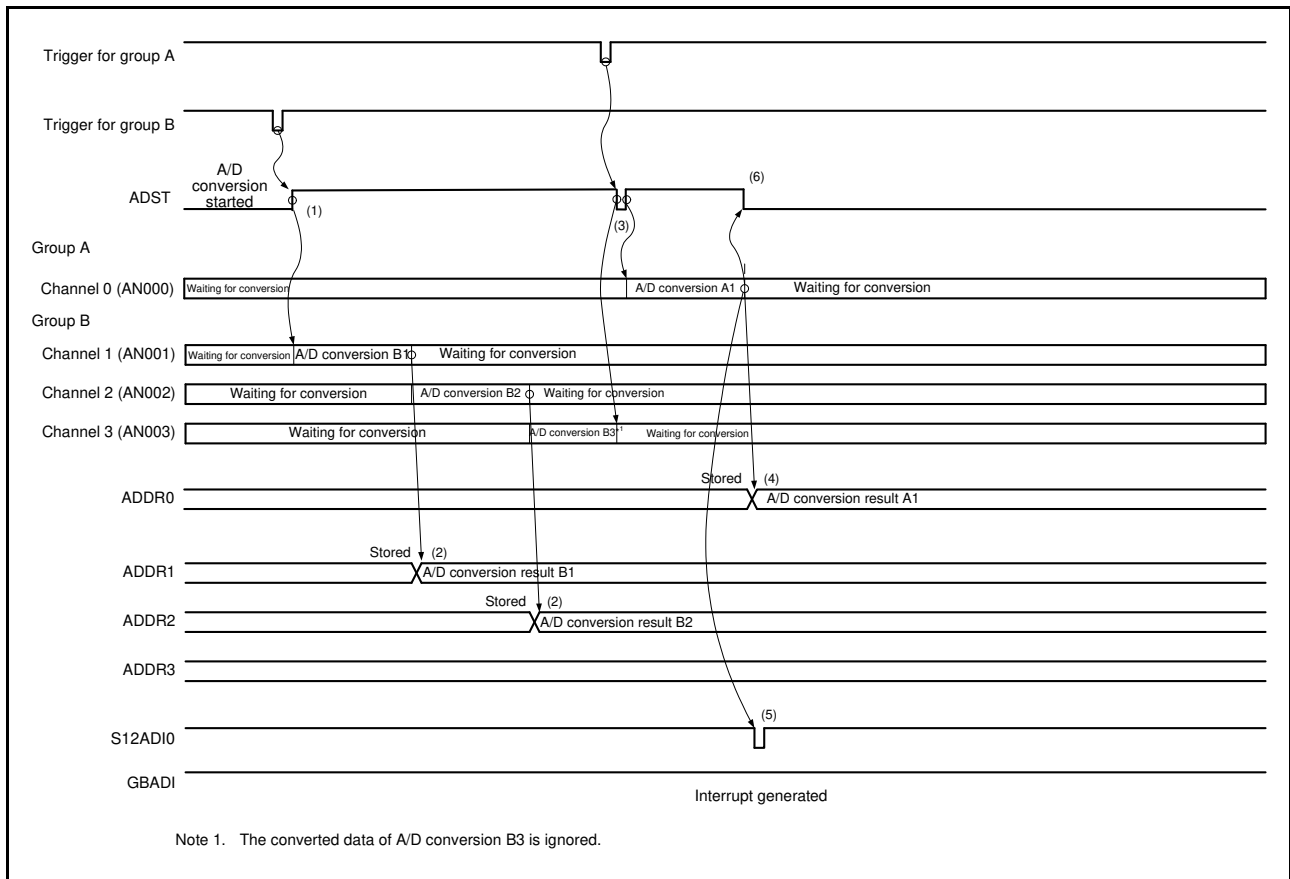 Trigger for group A
Trigger for group B
A/D
conversion
started
ADST
(1)
(3)
(6)
Group A
Channel 0 (AN000)
Waiting for conversion
A/D conversion A1
Waiting for conversion
Group B
Channel 1 (AN001)
Waiting for conversion
A/D conversion B1
Waiting for conversion
Channel 2 (AN002)
Waiting for conversion
A/D conversion B2
Waiting for conversion
Channel 3 (AN003)
Waiting for conversion
A/D conversion B3*1
Waiting for conversion
Stored
(4)
ADDR0
A/D conversion result A1
Stored
(2)
ADDR1
A/D conversion result B1
Stored
(2)
ADDR2
A/D conversion result B2
ADDR3
(5)
S12ADI0
GBADI
Interrupt generated
Note 1. The converted data of A/D conversion B3 is ignored.